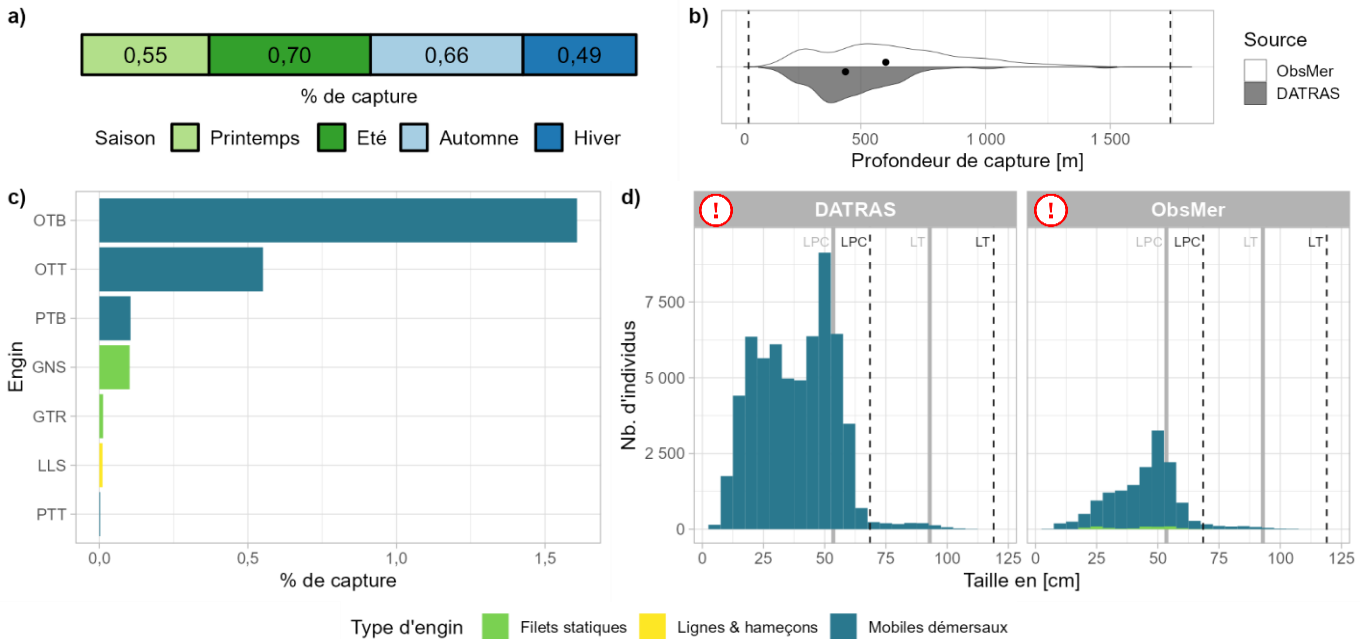 a)
0,55 0,70 0,66 0,49
% de capture
Saison Printemps Eté Automne Hiver
b)
0 500 1 000 1 500
Profondeur de capture [m]
Source
ObsMer
DATRAS
c)
Engin
OTB
OTT
PTB
GNS
GTR
LLS
PTT
0,0 0,5 1,0 1,5
% de capture
d)
! DATRAS
! ObsMer
LPC LPC LT LT
LPC LPC LT LT
Nb. d'individus
7 500
5 000
2 500
0
0 25 50 75 100 125
0 25 50 75 100 125
Taille en [cm]
Type d'engin Filets statiques Lignes & hameçons Mobiles démersaux